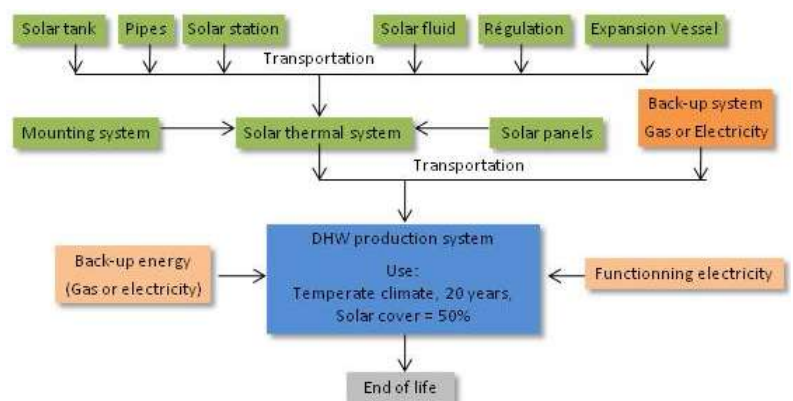 Solar tank
Pipes
Solar station
Solar fluid
Régulation
Expansion Vessel
Transportation
Mounting system
Solar thermal system
Solar panels
Back-up system
Gas or Electricity
Transportation
DHW production system
Use:
Temperate climate, 20 years,
Solar cover = 50%
Back-up energy
(Gas or electricity)
Functionning electricity
End of life